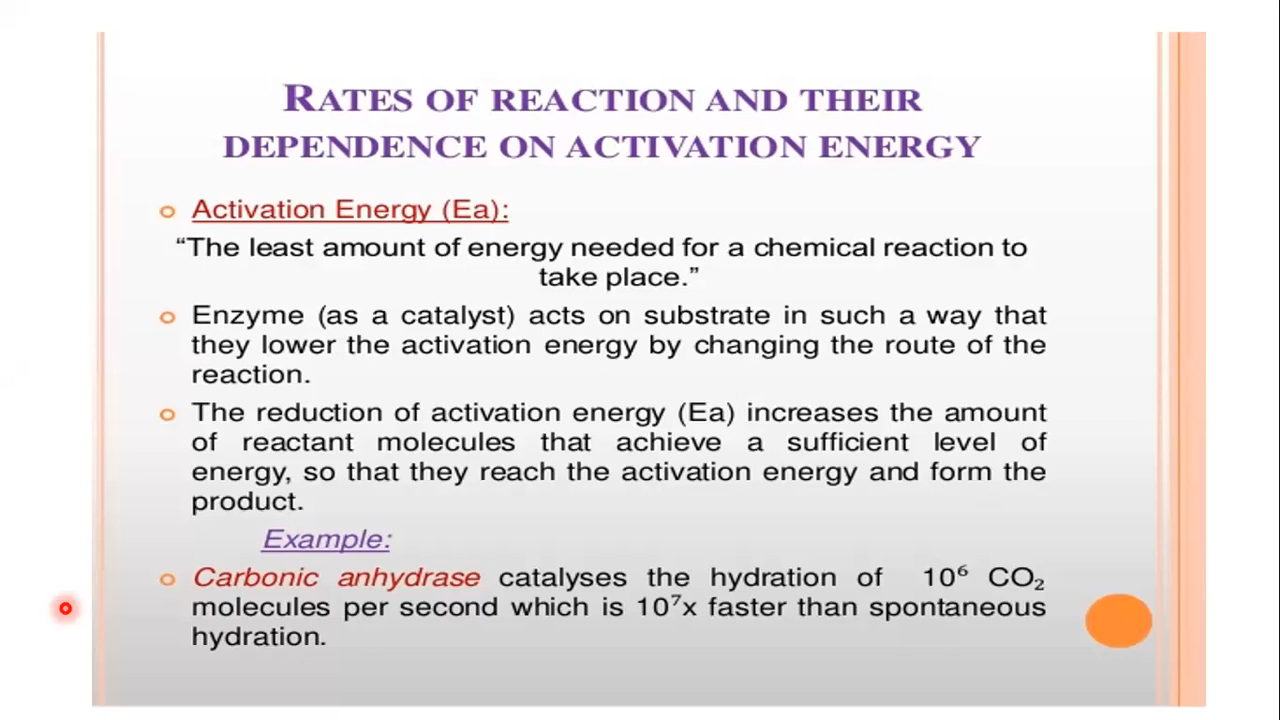 RATES OF REACTION AND THEIR
DEPENDENCE ON ACTIVATION ENERGY
Activation Energy (Ea):
“The least amount of energy needed for a chemical reaction to
take place.”
Enzyme (as a catalyst) acts on substrate in such a way that
they lower the activation energy by changing the route of the
reaction.
The reduction of activation energy (Ea) increases the amount
of reactant molecules that achieve a sufficient level of
energy, so that they reach the activation energy and form the
product.
Example:
Carbonic anhydrase catalyses the hydration of 10⁶ CO₂
molecules per second which is 10⁷x faster than spontaneous
hydration.